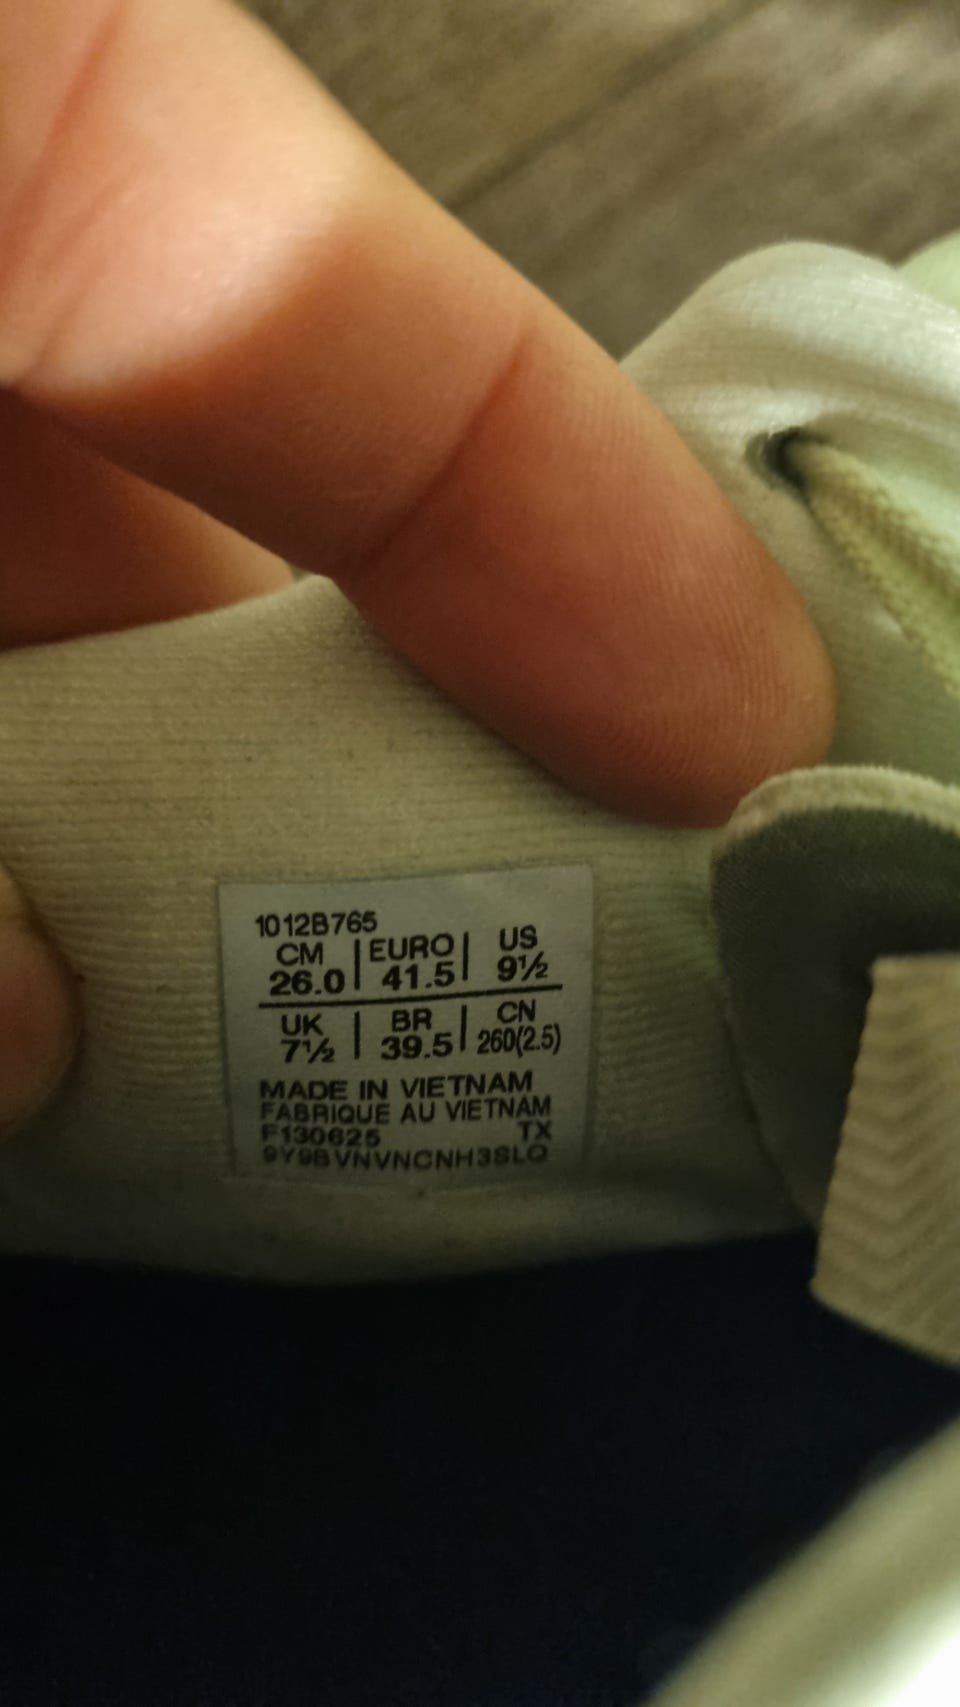 1012B765
CM | EURO | US
26.0 | 41.5 | 9½
UK | BR | CN
7½ | 39.5 | 260(2.5)
MADE IN VIETNAM
FABRIQUE AU VIETNAM
F130625 TX
9Y9BVNVNCNH3SLO